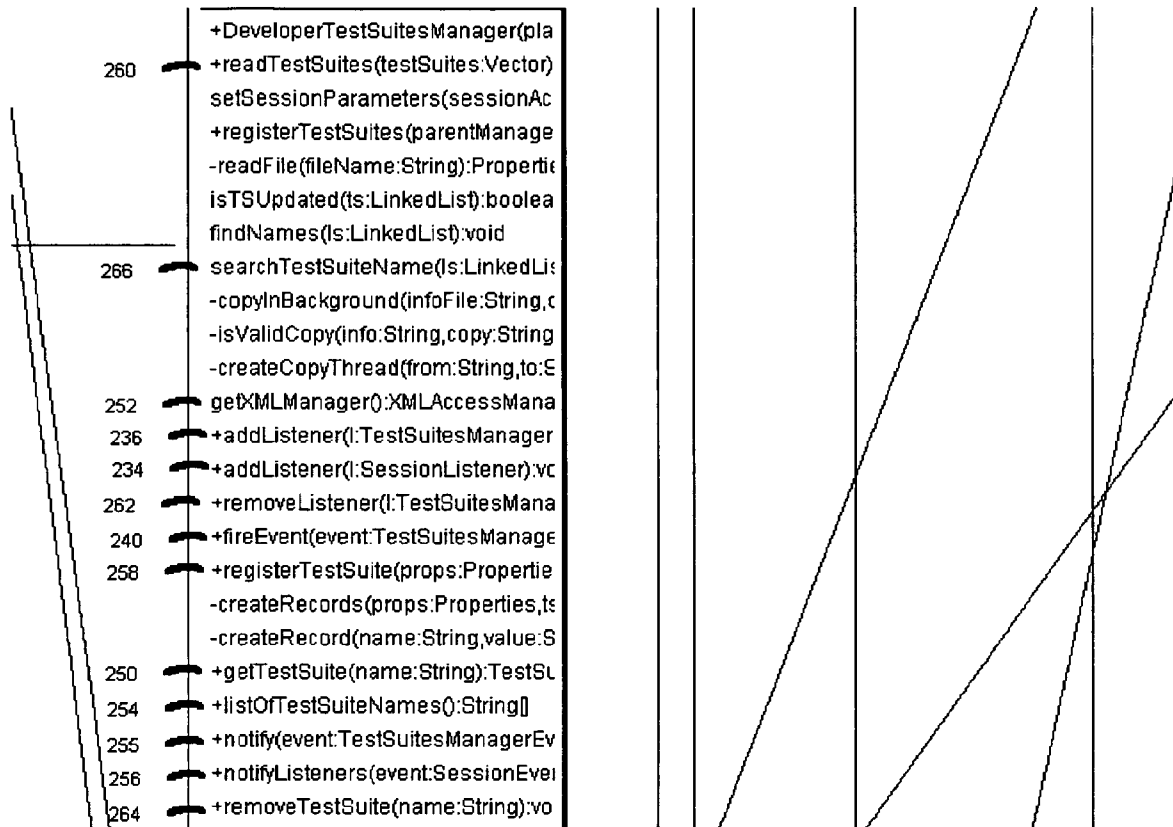 +DeveloperTestSuitesManager(pla
260 +readTestSuites(testSuites:Vector)
setSessionParameters(sessionAc
+registerTestSuites(parentManage
-readFile(fileName:String):Propertie
isTSUpdated(ts:LinkedList):boolea
findNames(ls:LinkedList):void
266 searchTestSuiteName(ls:LinkedLis
-copyInBackground(infoFile:String,c
-isValidCopy(info:String,copy:String
-createCopyThread(from:String,to:S
252 getXMLManager():XMLAccessMana
236 +addListener(l:TestSuitesManager
234 +addListener(l:SessionListener):vo
262 +removeListener(l:TestSuitesMana
240 +fireEvent(event:TestSuitesManage
258 +registerTestSuite(props:Propertie
-createRecords(props:Properties,ts
-createRecord(name:String,value:S
250 +getTestSuite(name:String):TestSu
254 +listOfTestSuiteNames():String[]
255 +notify(event:TestSuitesManagerEv
256 +notifyListeners(event:SessionEve
264 +removeTestSuite(name:String):vo